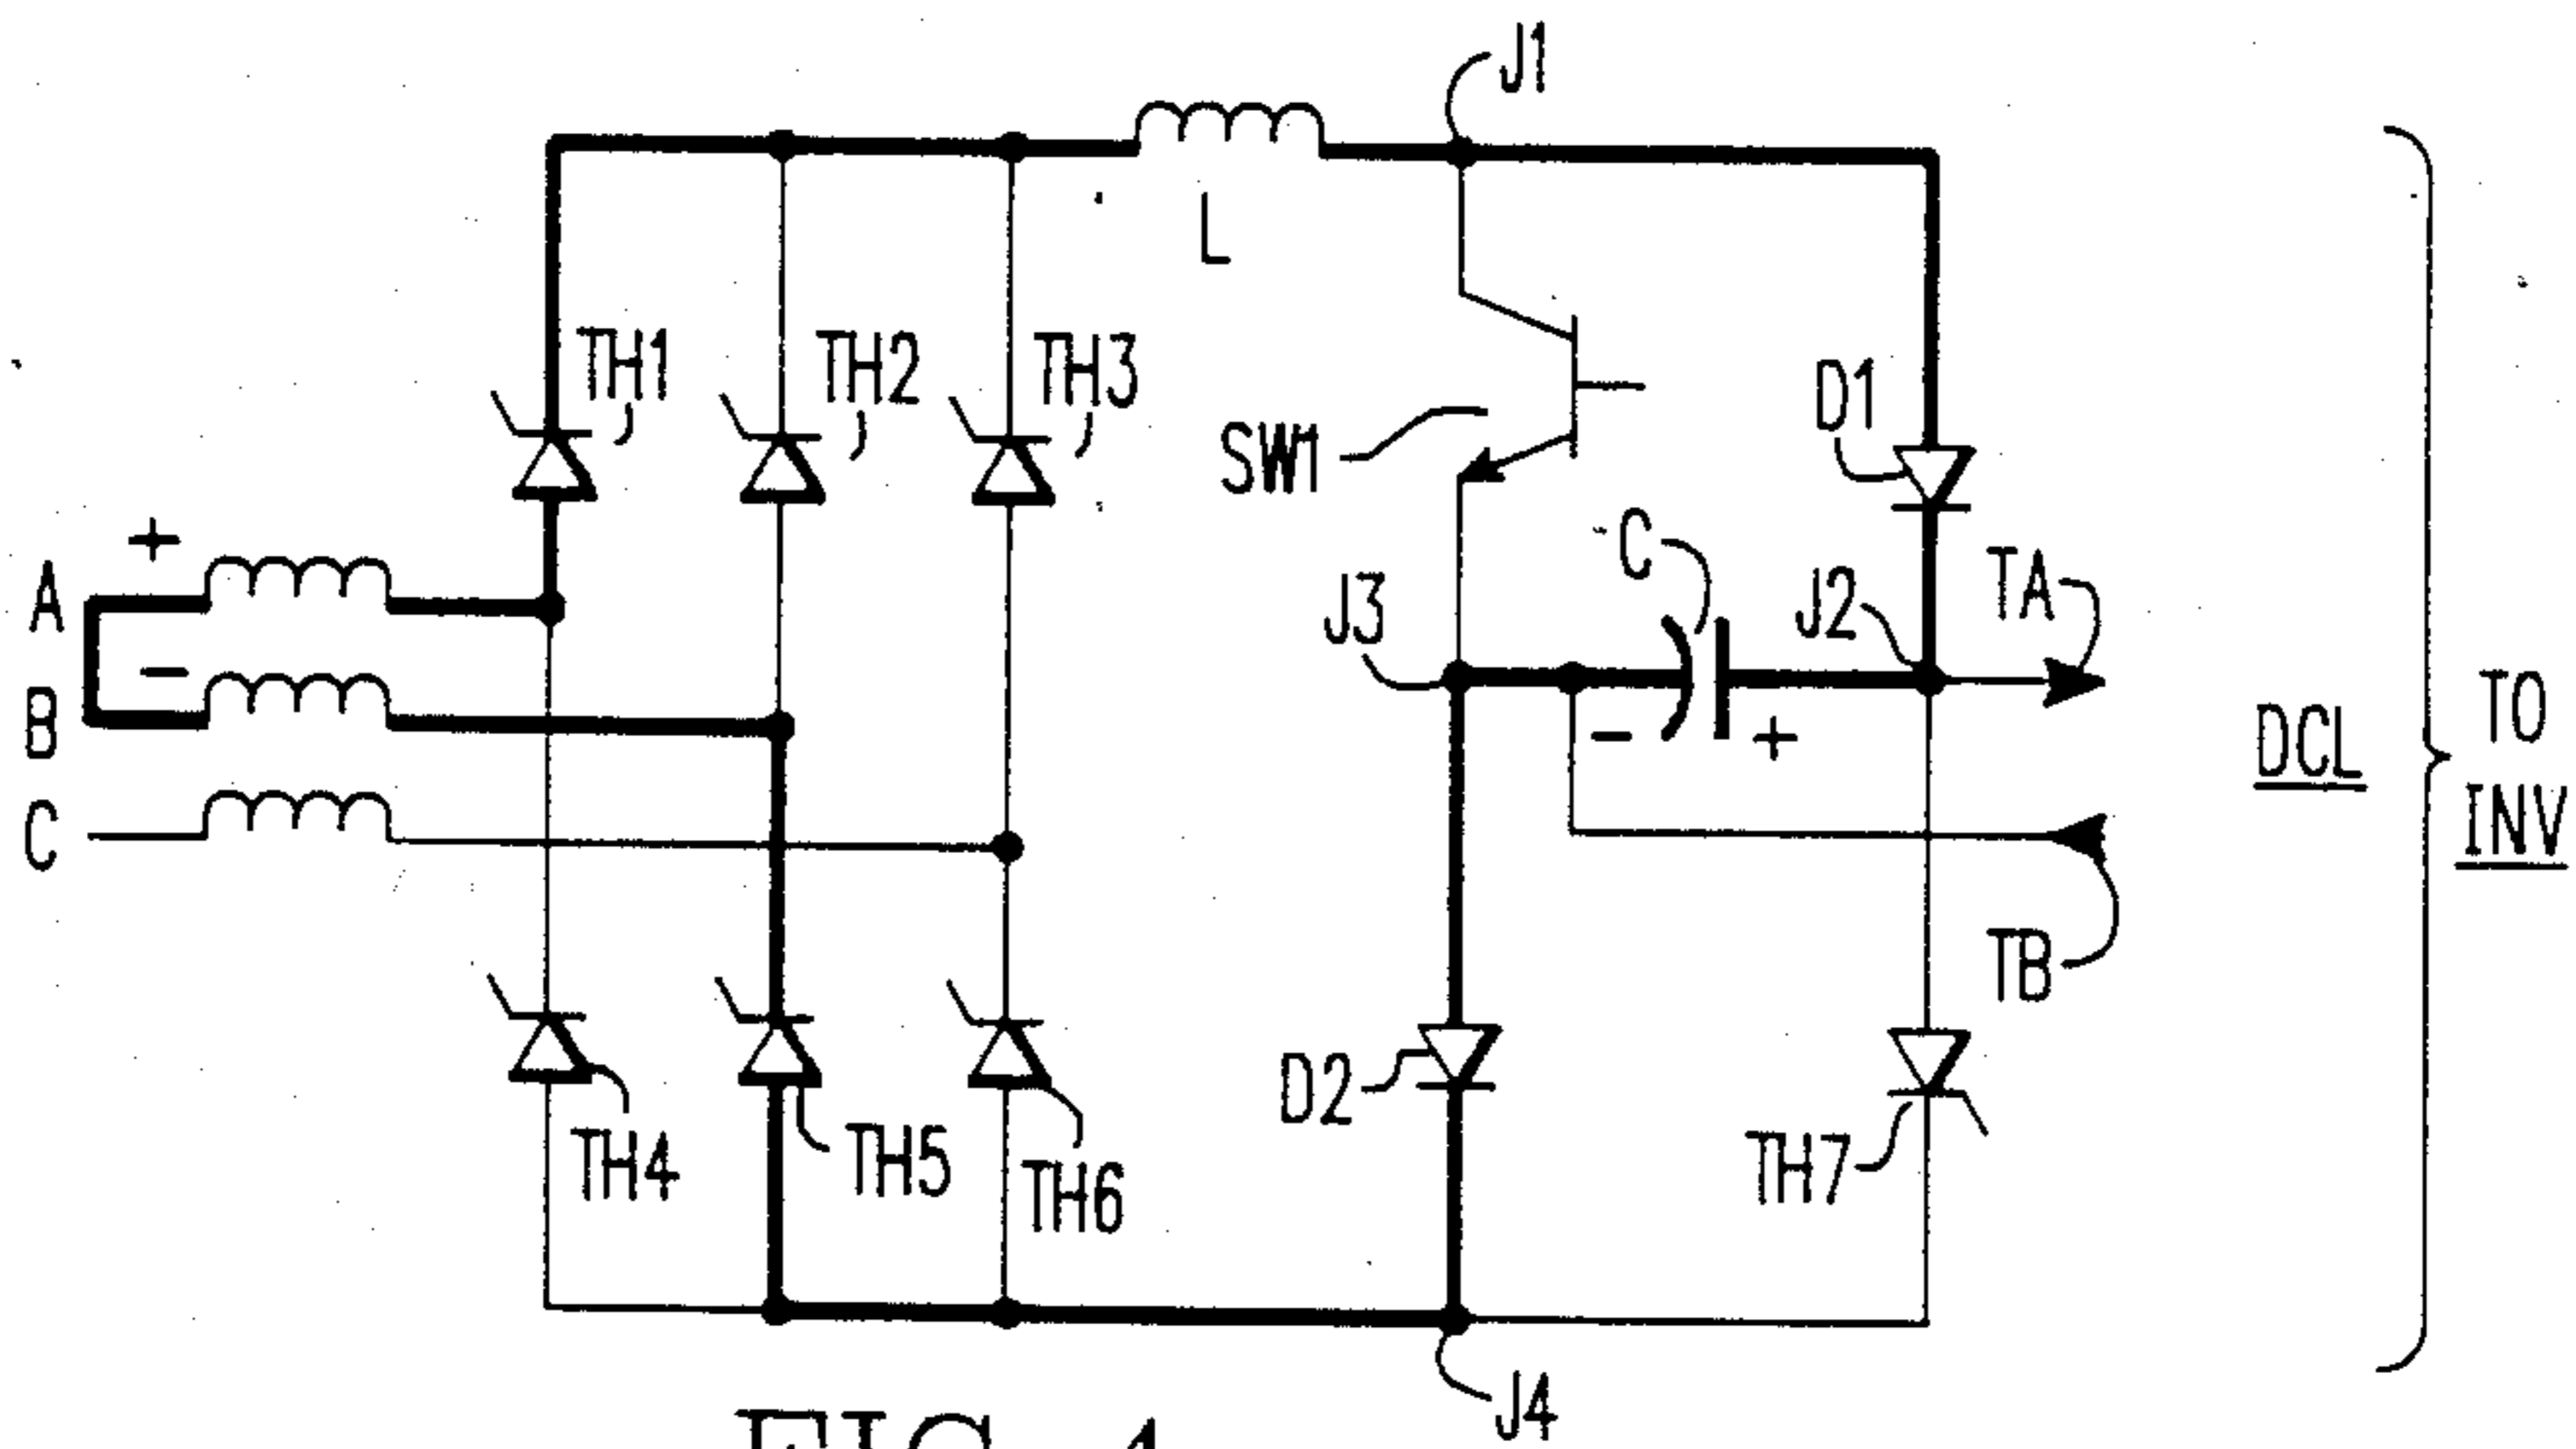 J1
L
TH1
TH2
TH3
SW1
D1
+
A
C
J3
J2
TA
-
B
- +
DCL
TO
INV
C
TB
D2
TH4
TH5
TH6
TH7
J4